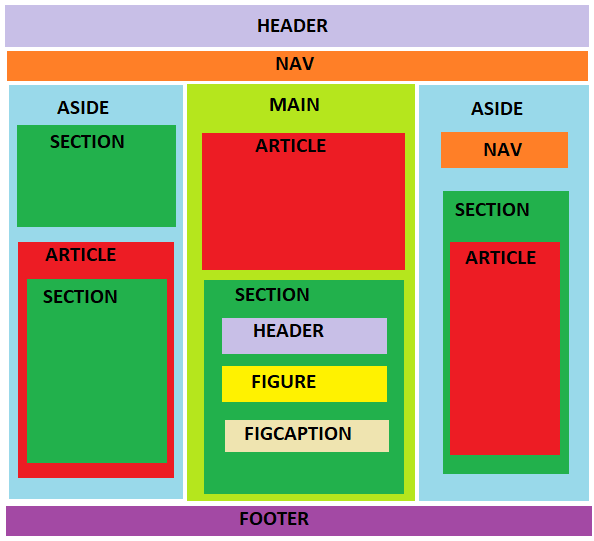 HEADER
NAV
ASIDE
SECTION
ARTICLE
SECTION
MAIN
ARTICLE
SECTION
HEADER
FIGURE
FIGCAPTION
ASIDE
NAV
SECTION
ARTICLE
FOOTER